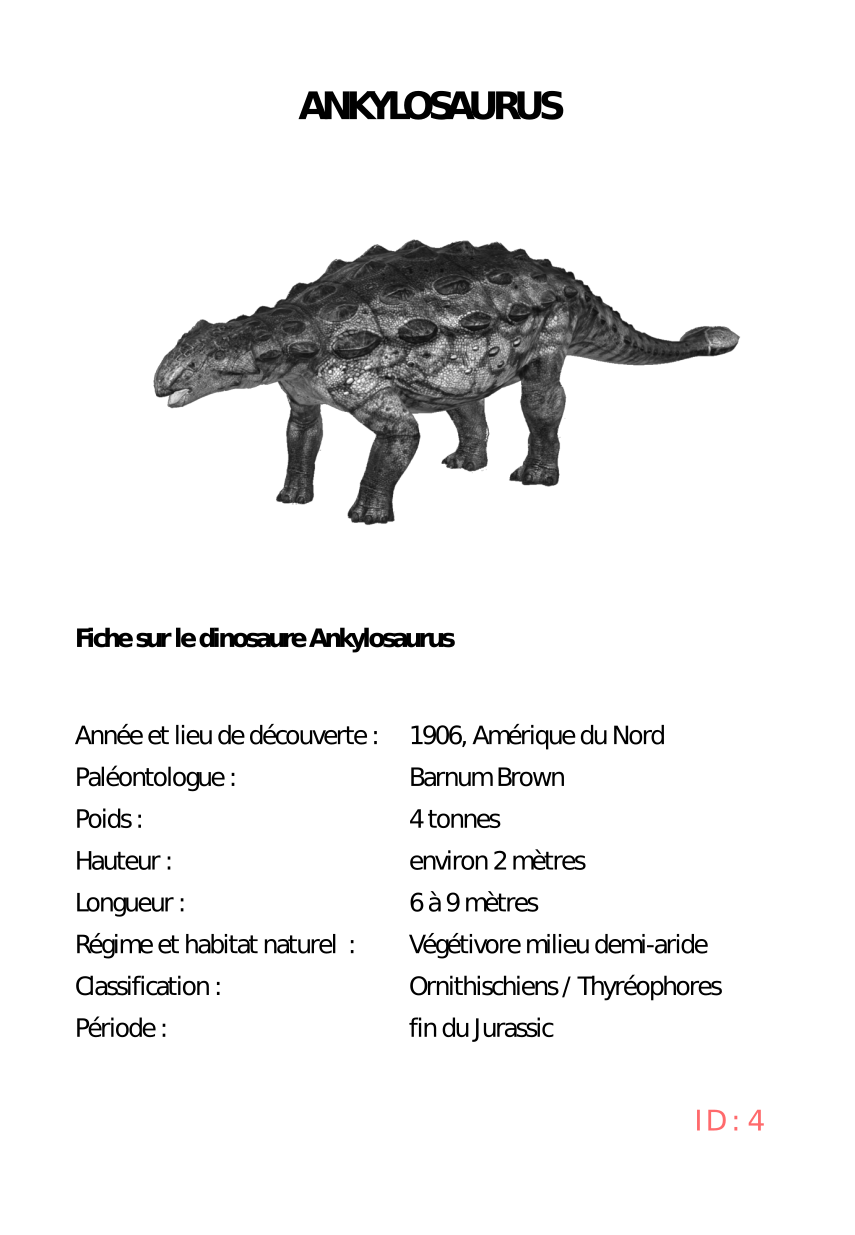 ANKYLOSAURUS
Fiche sur le dinosaure Ankylosaurus
Année et lieu de découverte : 1906, Amérique du Nord
Paléontologue : Barnum Brown
Poids : 4 tonnes
Hauteur : environ 2 mètres
Longueur : 6 à 9 mètres
Régime et habitat naturel : Végétivore milieu demi-aride
Classification : Ornithischiens / Thyréophores
Période : fin du Jurassic
ID : 4